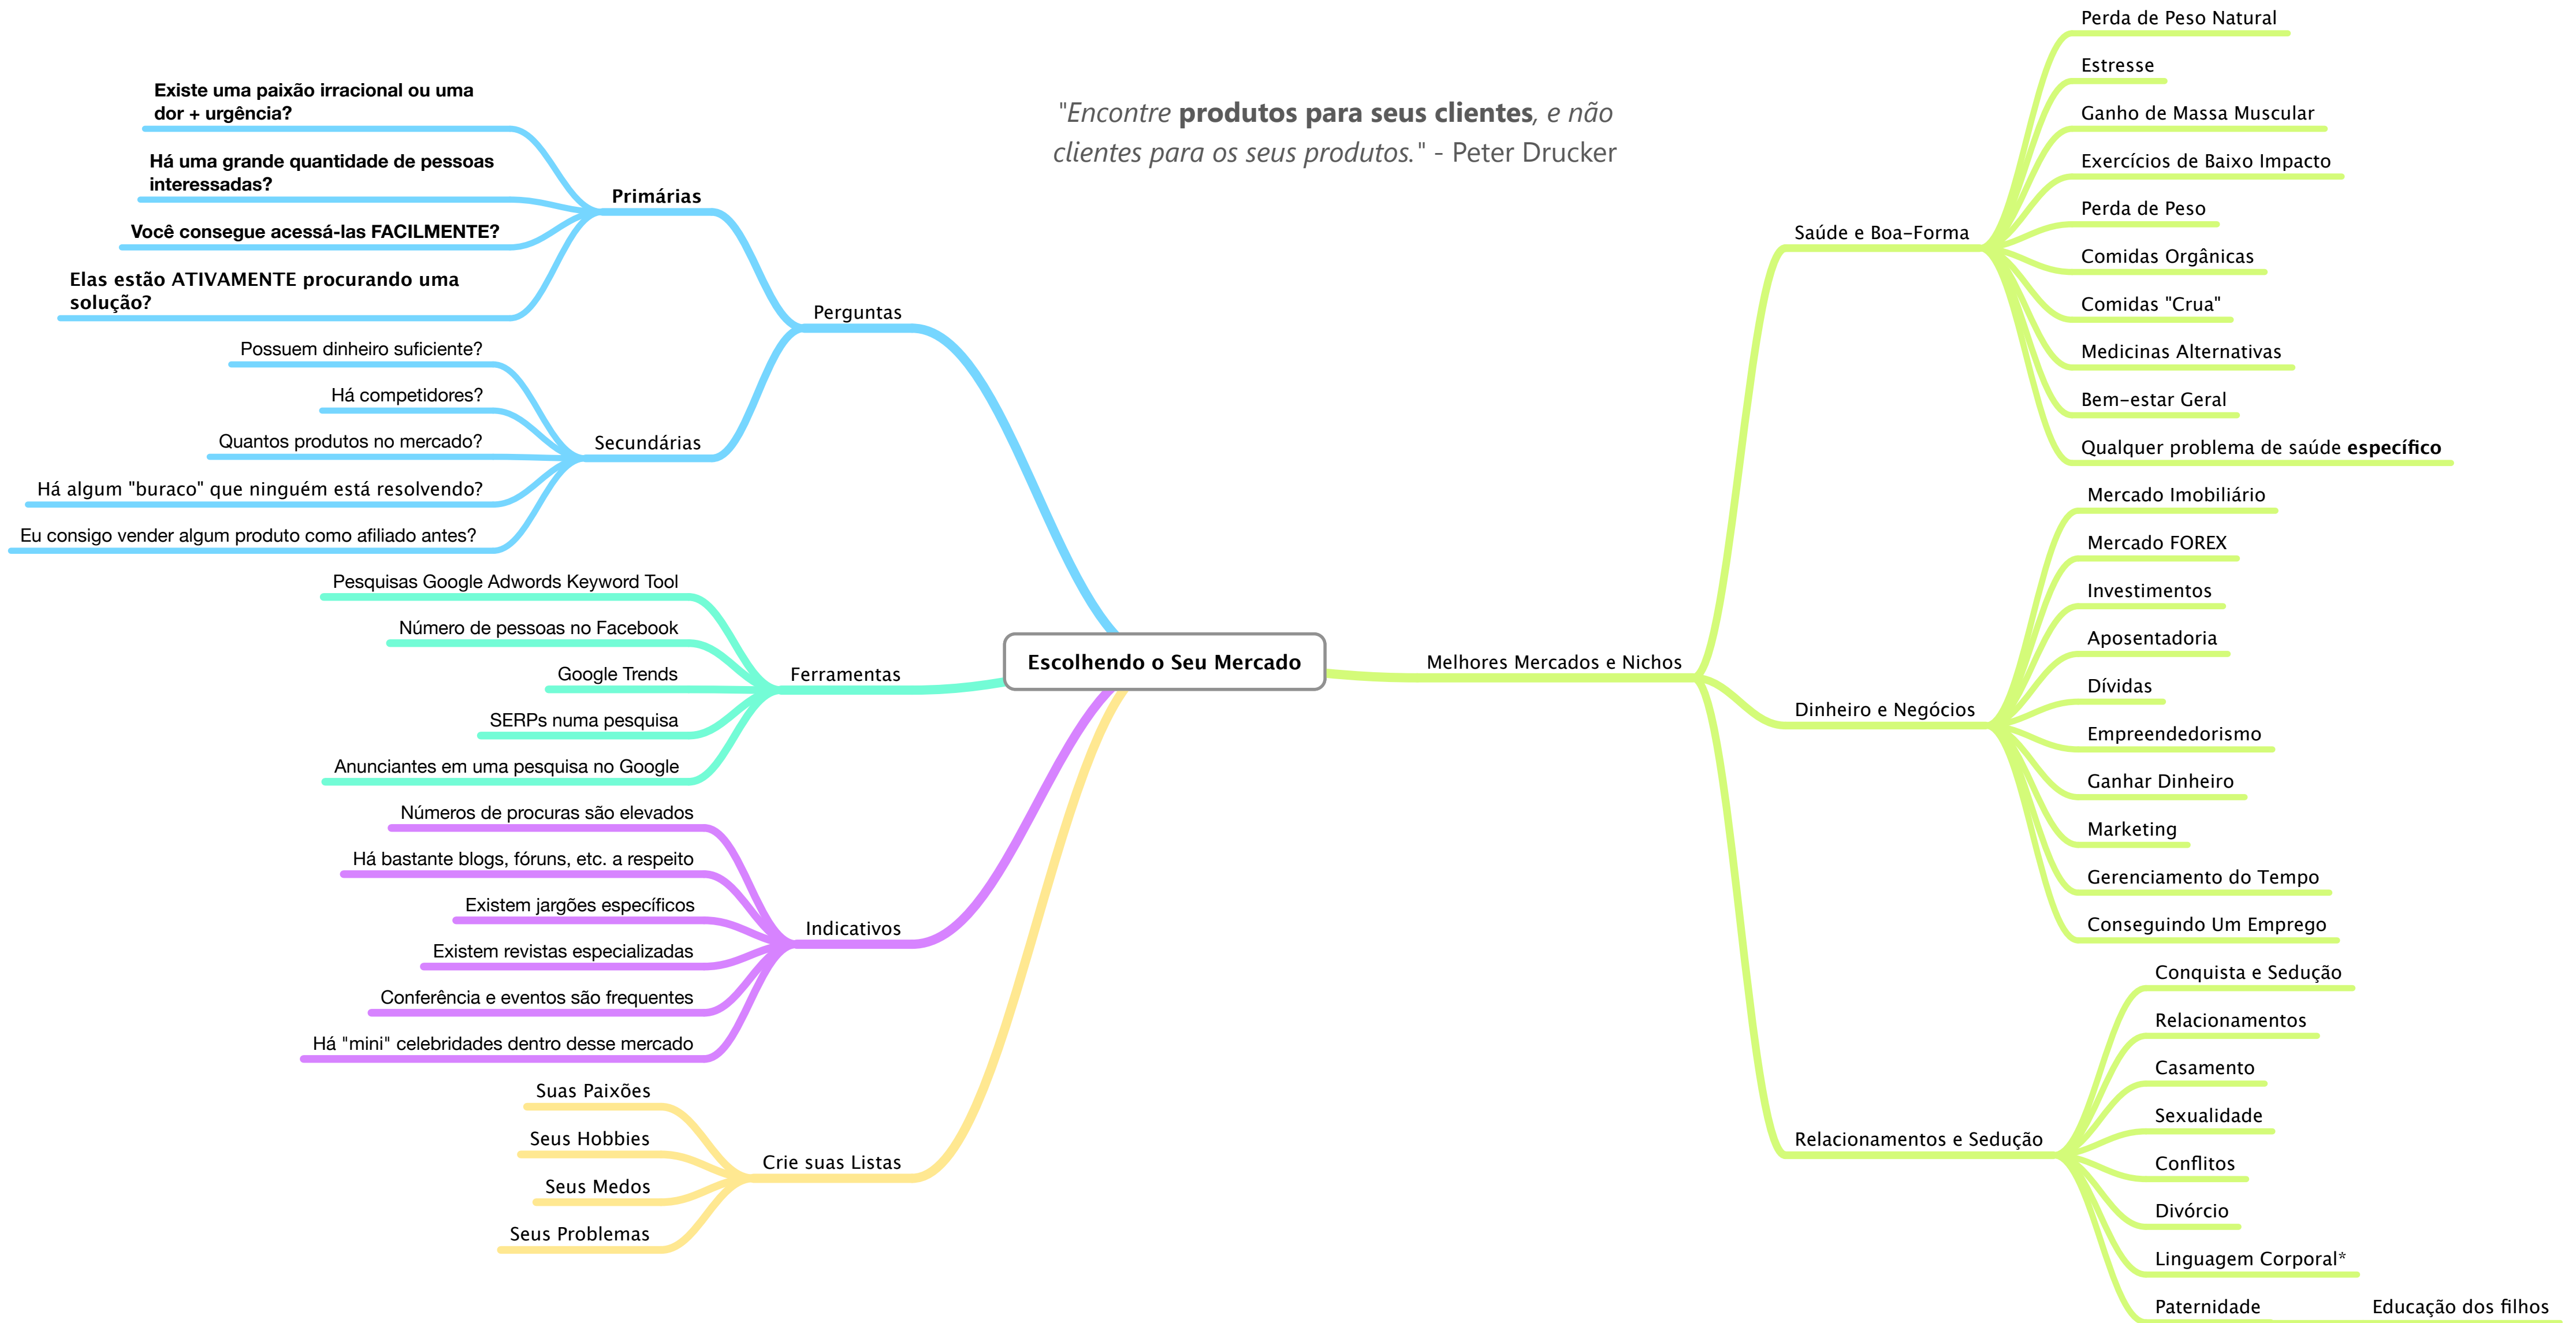 "Encontre produtos para seus clientes, e não
clientes para os seus produtos." - Peter Drucker
Escolhendo o Seu Mercado
Perguntas
Primárias
Existe uma paixão irracional ou uma
dor + urgência?
Há uma grande quantidade de pessoas
interessadas?
Você consegue acessá-las FACILMENTE?
Elas estão ATIVAMENTE procurando uma
solução?
Secundárias
Possuem dinheiro suficiente?
Há competidores?
Quantos produtos no mercado?
Há algum "buraco" que ninguém está resolvendo?
Eu consigo vender algum produto como afiliado antes?
Ferramentas
Pesquisas Google Adwords Keyword Tool
Número de pessoas no Facebook
Google Trends
SERPs numa pesquisa
Anunciantes em uma pesquisa no Google
Indicativos
Números de procuras são elevados
Há bastante blogs, fóruns, etc. a respeito
Existem jargões específicos
Existem revistas especializadas
Conferência e eventos são frequentes
Há "mini" celebridades dentro desse mercado
Crie suas Listas
Suas Paixões
Seus Hobbies
Seus Medos
Seus Problemas
Melhores Mercados e Nichos
Saúde e Boa-Forma
Perda de Peso Natural
Estresse
Ganho de Massa Muscular
Exercícios de Baixo Impacto
Perda de Peso
Comidas Orgânicas
Comidas "Crua"
Medicinas Alternativas
Bem-estar Geral
Qualquer problema de saúde específico
Dinheiro e Negócios
Mercado Imobiliário
Mercado FOREX
Investimentos
Aposentadoria
Dívidas
Empreendedorismo
Ganhar Dinheiro
Marketing
Gerenciamento do Tempo
Conseguindo Um Emprego
Relacionamentos e Sedução
Conquista e Sedução
Relacionamentos
Casamento
Sexualidade
Conflitos
Divórcio
Linguagem Corporal*
Paternidade
Educação dos filhos